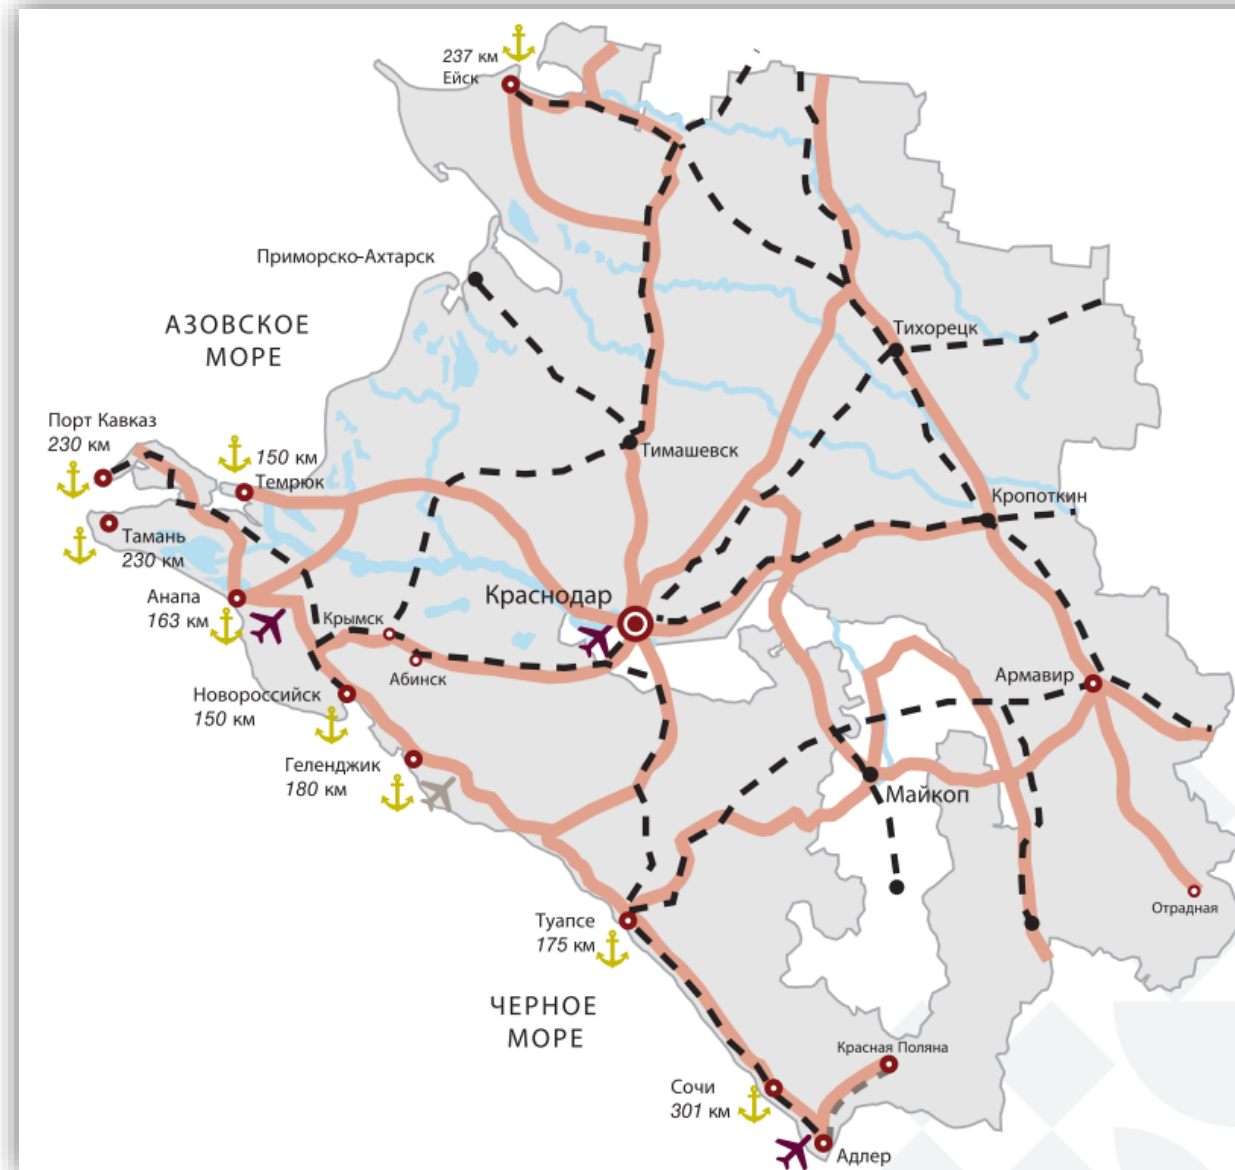 237 км
Ейск
Приморско-Ахтарск
АЗОВСКОЕ
МОРЕ
Тихорецк
Порт Кавказ
230 км
150 км
Темрюк
Тимашевск
Кропоткин
Тамань
230 км
Анапа
163 км
Краснодар
Крымск
Абинск
Новороссийск
150 км
Армавир
Геленджик
180 км
Майкоп
Отрадная
Туапсе
175 км
ЧЕРНОЕ
МОРЕ
Красная Поляна
Сочи
301 км
Адлер